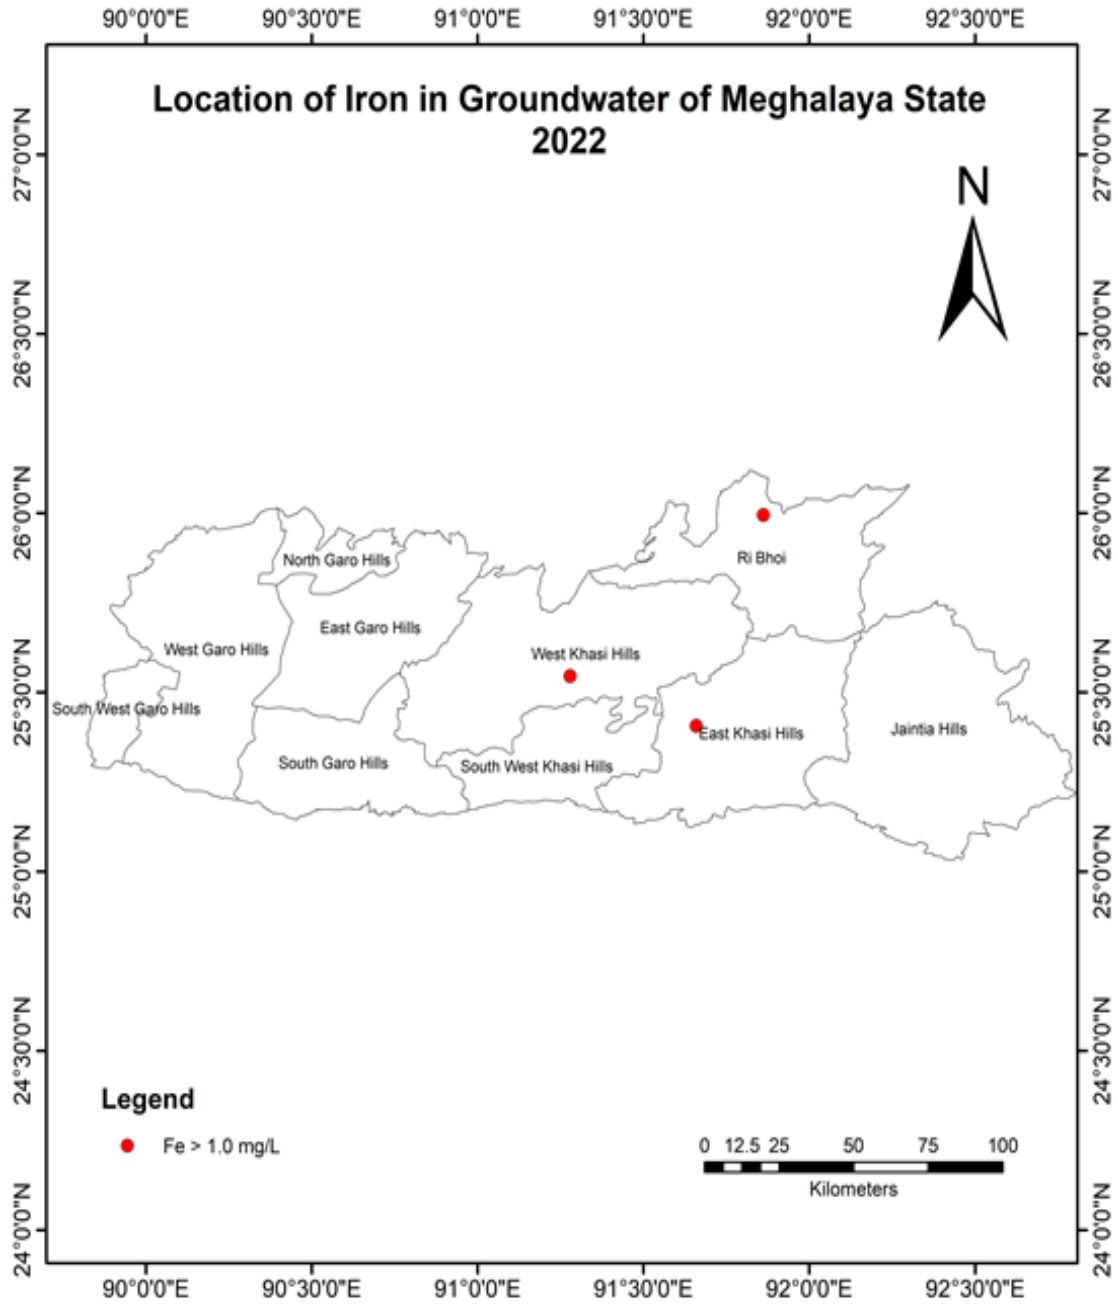 90°0'0"E 90°30'0"E 91°0'0"E 91°30'0"E 92°0'0"E 92°30'0"E
Location of Iron in Groundwater of Meghalaya State
2022
27°0'0"N 27°0'0"N
N
26°30'0"N 26°30'0"N
26°0'0"N 26°0'0"N
North Garo Hills
Ri Bhoi
East Garo Hills
West Garo Hills
West Khasi Hills
25°30'0"N 25°30'0"N
South West Garo Hills
Jaintia Hills
East Khasi Hills
South Garo Hills
South West Khasi Hills
25°0'0"N 25°0'0"N
24°30'0"N 24°30'0"N
Legend
Fe > 1.0 mg/L
0 12.5 25 50 75 100
Kilometers
24°0'0"N 24°0'0"N
90°0'0"E 90°30'0"E 91°0'0"E 91°30'0"E 92°0'0"E 92°30'0"E